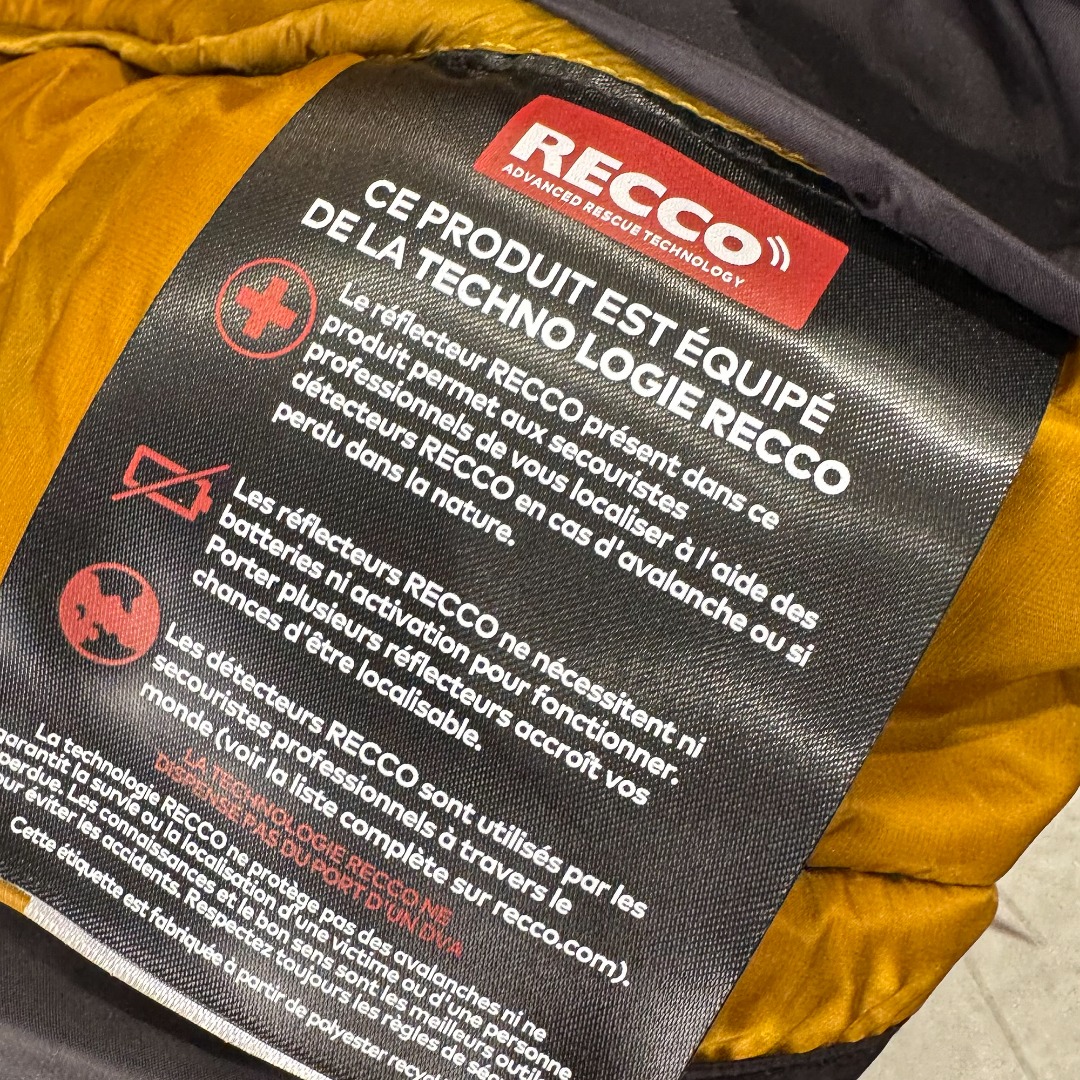 RECCO
ADVANCED RESCUE TECHNOLOGY
CE PRODUIT EST ÉQUIPÉ
DE LA TECHNO LOGIE RECCO
Le réflecteur RECCO présent dans ce
produit permet aux secouristes
professionnels de vous localiser à l'aide des
détecteurs RECCO en cas d'avalanche ou si
perdu dans la nature.
Les réflecteurs RECCO ne nécessitent ni
batteries ni activation pour fonctionner.
Porter plusieurs réflecteurs accroît vos
chances d'être localisable.
Les détecteurs RECCO sont utilisés par les
secouristes professionnels à travers le
monde (voir la liste complète sur recco.com).
LA TECHNOLOGIE RECCO NE
DISPENSE PAS DU PORT D'UN DVA
La technologie RECCO ne protège pas des avalanches ni ne
garantit la survie ou la localisation d'une victime ou d'une personne
perdue. Les connaissances et le bon sens sont les meilleurs
éviter les accidents. Respectez toujours les règles de
Cette étiquette est fabriquée à partir de polyester